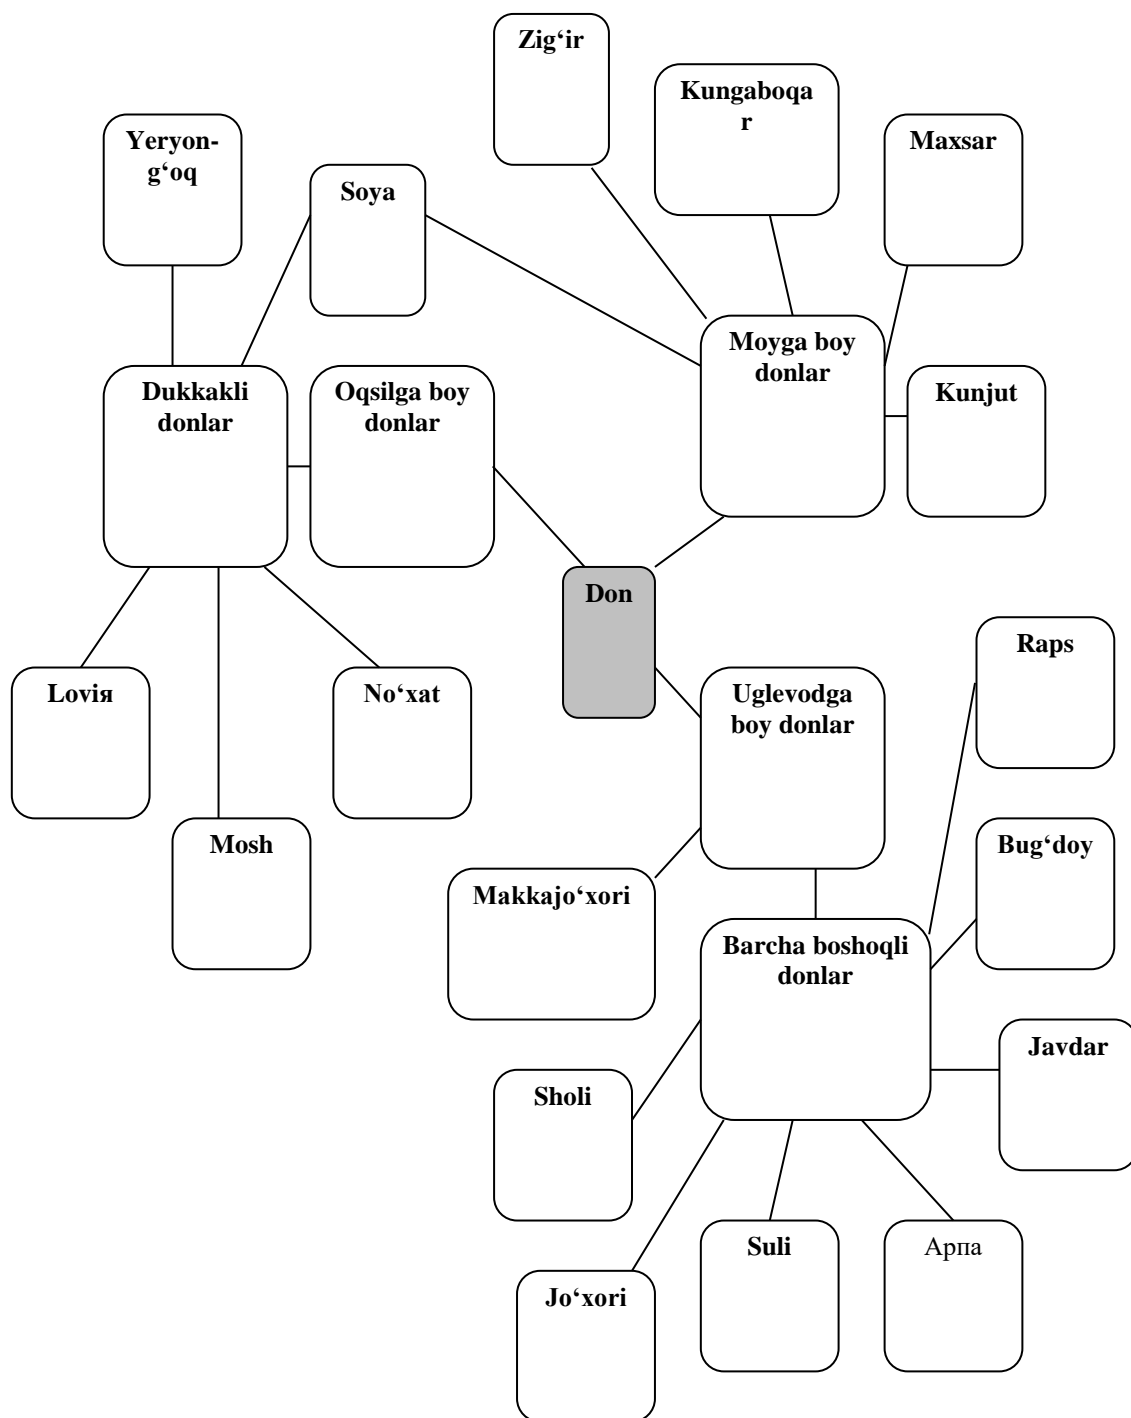 Zig‘ir
Kungaboqa
r
Yeryon-
g‘oq
Maxsar
Soya
Moyga boy
donlar
Dukkakli
donlar
Oqsilga boy
donlar
Kunjut
Don
Raps
Loviя
No‘xat
Uglevodga
boy donlar
Mosh
Bug‘doy
Makkajo‘xori
Barcha boshoqli
donlar
Javdar
Sholi
Suli
Арпа
Jo‘xori